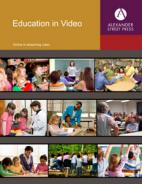 Education in Video
ALEXANDER
STREET PRESS